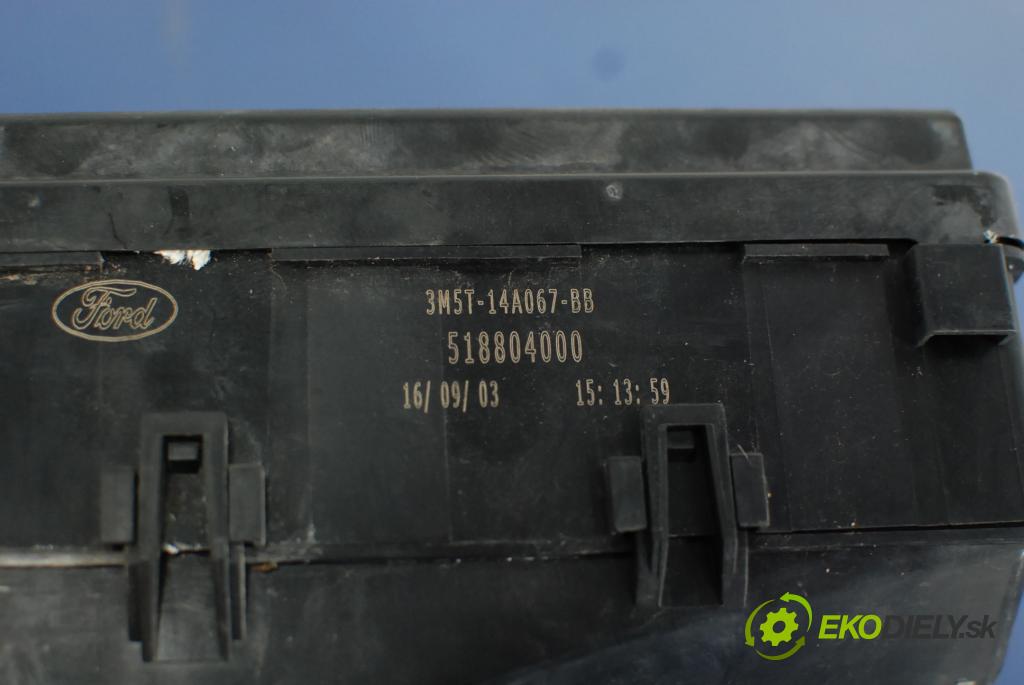 Ford
3M5T-14A067-BB
518804000
16/ 09/ 03 15: 13: 59
EKODIELY.sk